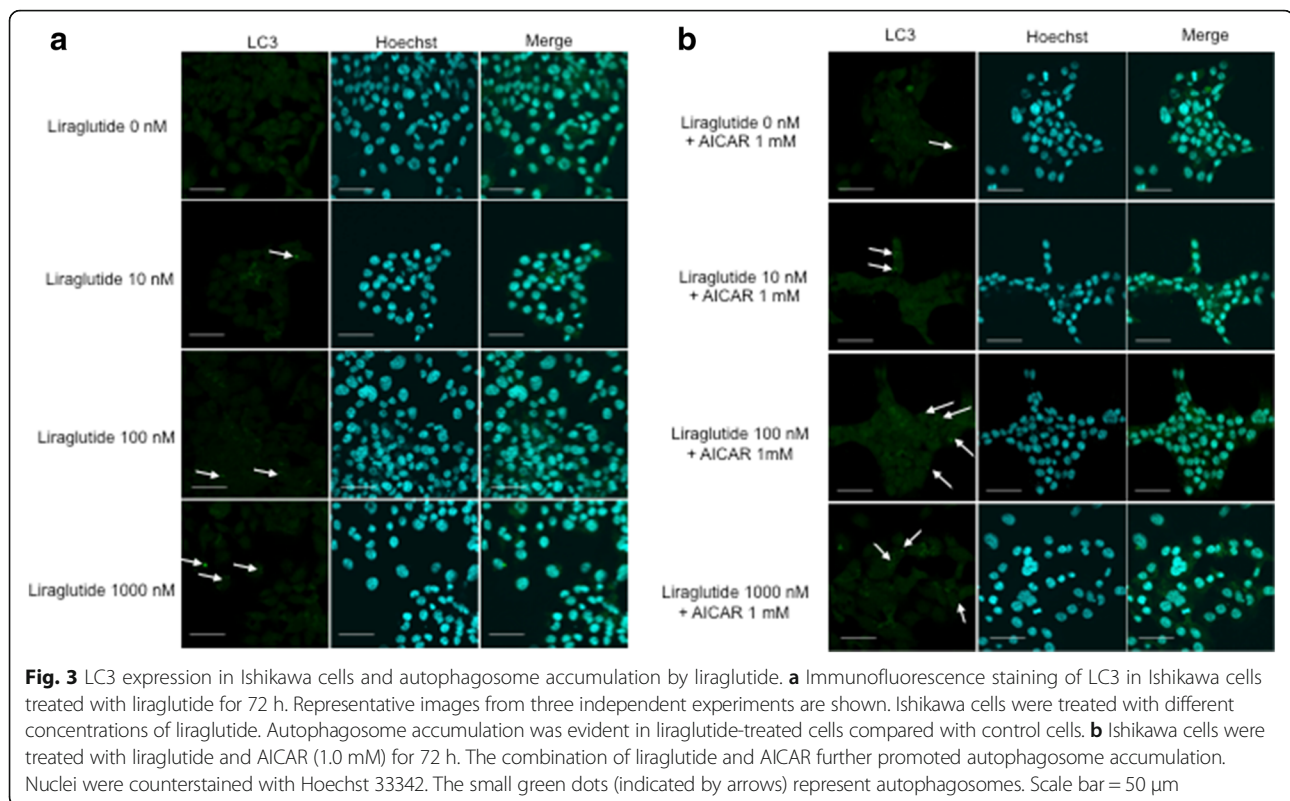 a
LC3 Hoechst Merge
Liraglutide 0 nM
Liraglutide 10 nM
Liraglutide 100 nM
Liraglutide 1000 nM
b
LC3 Hoechst Merge
Liraglutide 0 nM
+ AICAR 1 mM
Liraglutide 10 nM
+ AICAR 1 mM
Liraglutide 100 nM
+ AICAR 1mM
Liraglutide 1000 nM
+ AICAR 1 mM
Fig. 3 LC3 expression in Ishikawa cells and autophagosome accumulation by liraglutide. a Immunofluorescence staining of LC3 in Ishikawa cells
treated with liraglutide for 72 h. Representative images from three independent experiments are shown. Ishikawa cells were treated with different
concentrations of liraglutide. Autophagosome accumulation was evident in liraglutide-treated cells compared with control cells. b Ishikawa cells were
treated with liraglutide and AICAR (1.0 mM) for 72 h. The combination of liraglutide and AICAR further promoted autophagosome accumulation.
Nuclei were counterstained with Hoechst 33342. The small green dots (indicated by arrows) represent autophagosomes. Scale bar = 50 μm